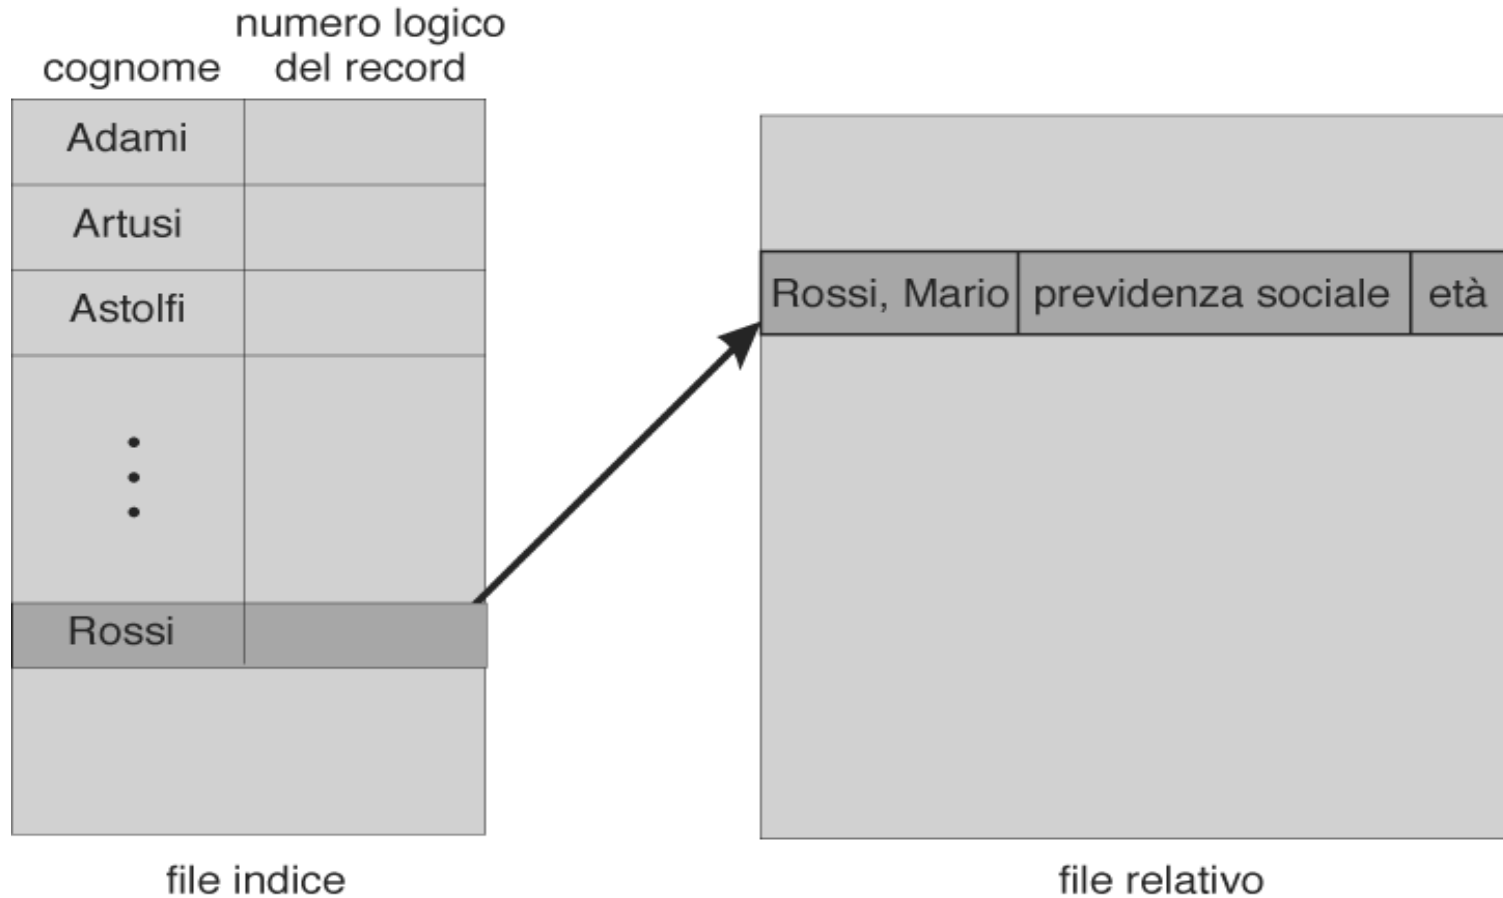 cognome
numero logico
del record
Adami
Artusi
Astolfi
Rossi
file indice
Rossi, Mario
previdenza sociale
età
file relativo